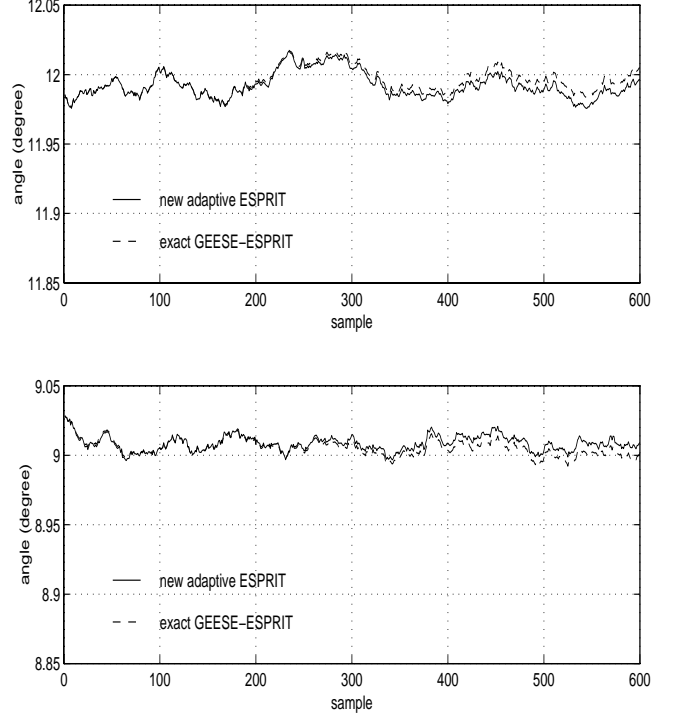 12.05
12
11.95
11.9
11.85
angle (degree)
new adaptive ESPRIT
exact GEESE−ESPRIT
0 100 200 300 400 500 600
sample
9.05
9
8.95
8.9
8.85
angle (degree)
new adaptive ESPRIT
exact GEESE−ESPRIT
0 100 200 300 400 500 600
sample